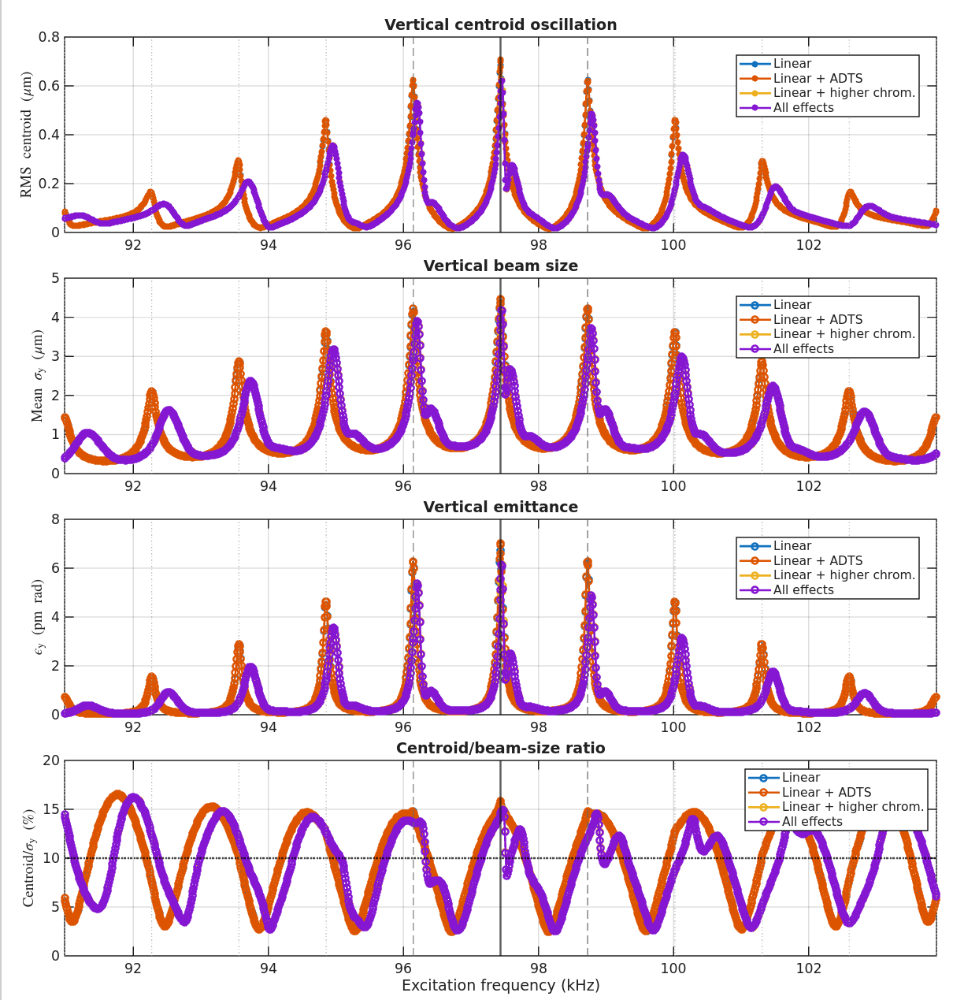 Vertical centroid oscillation
RMS centroid (μm)
0.8
0.6
0.4
0.2
0
Linear
Linear + ADTS
Linear + higher chrom.
All effects
92 94 96 98 100 102
Vertical beam size
Mean σy (μm)
5
4
3
2
1
0
Linear
Linear + ADTS
Linear + higher chrom.
All effects
92 94 96 98 100 102
Vertical emittance
ϵy (pm rad)
8
6
4
2
0
Linear
Linear + ADTS
Linear + higher chrom.
All effects
92 94 96 98 100 102
Centroid/beam-size ratio
Centroid/σy (%)
20
15
10
5
0
Linear
Linear + ADTS
Linear + higher chrom.
All effects
92 94 96 98 100 102
Excitation frequency (kHz)